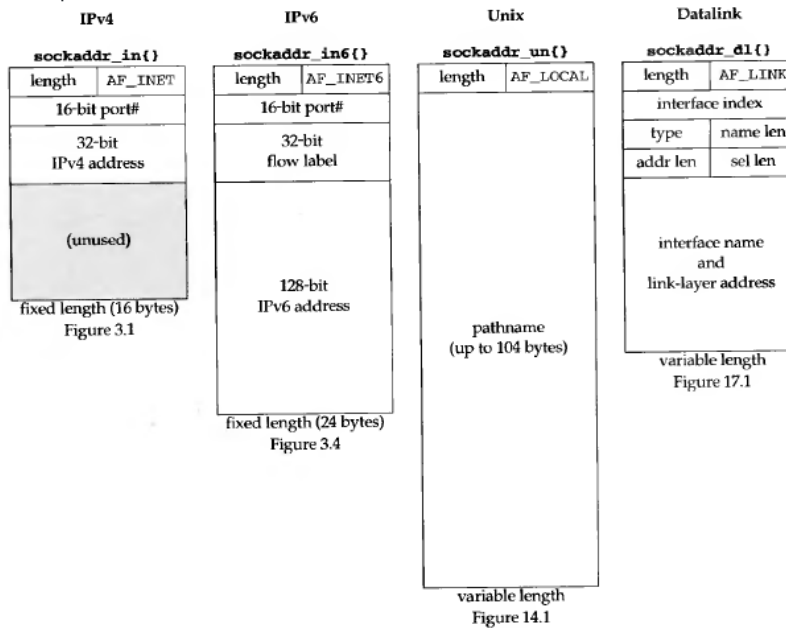 IPv4
sockaddr_in{}
length AF_INET
16-bit port#
32-bit
IPv4 address
(unused)
fixed length (16 bytes)
Figure 3.1
IPv6
sockaddr_in6{}
length AF_INET6
16-bit port#
32-bit
flow label
128-bit
IPv6 address
fixed length (24 bytes)
Figure 3.4
Unix
sockaddr_un{}
length AF_LOCAL
pathname
(up to 104 bytes)
variable length
Figure 14.1
Datalink
sockaddr_dl{}
length AF_LINK
interface index
type name len
addr len sel len
interface name
and
link-layer address
variable length
Figure 17.1